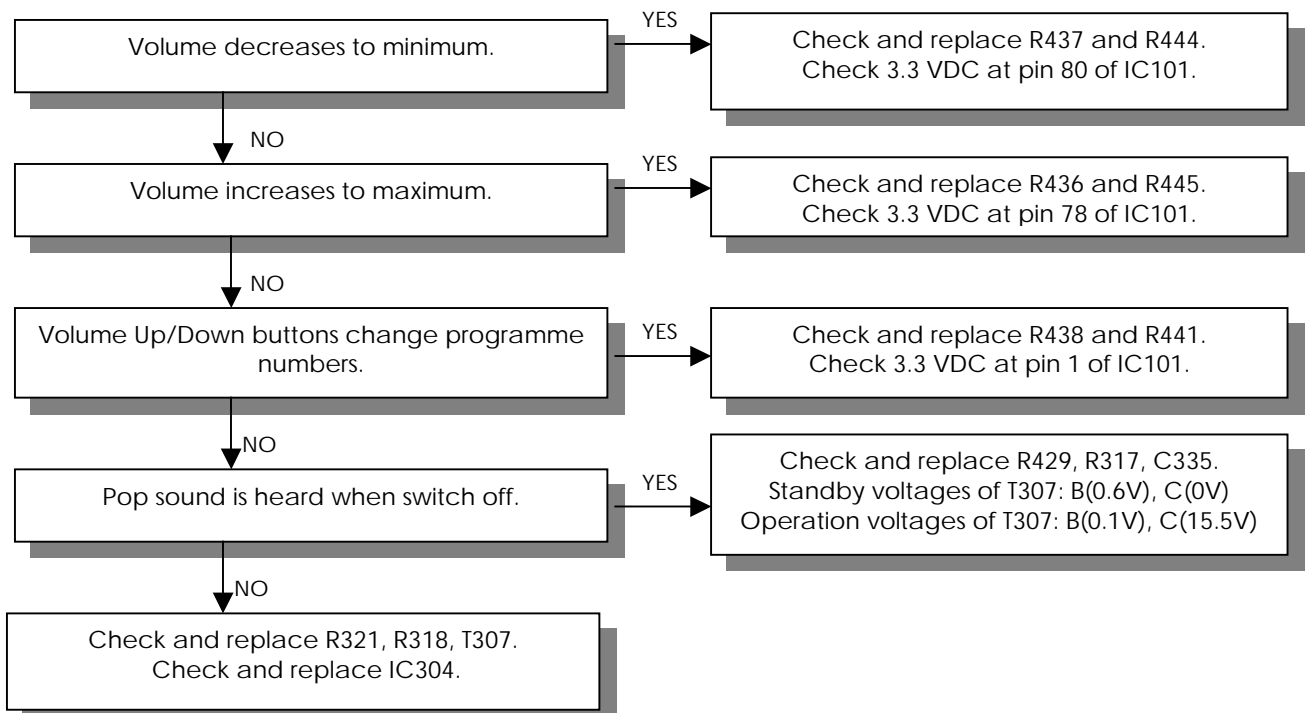 Volume decreases to minimum.
YES
Check and replace R437 and R444.
Check 3.3 VDC at pin 80 of IC101.
NO
Volume increases to maximum.
YES
Check and replace R436 and R445.
Check 3.3 VDC at pin 78 of IC101.
NO
Volume Up/Down buttons change programme
numbers.
YES
Check and replace R438 and R441.
Check 3.3 VDC at pin 1 of IC101.
NO
Pop sound is heard when switch off.
YES
Check and replace R429, R317, C335.
Standby voltages of T307: B(0.6V), C(0V)
Operation voltages of T307: B(0.1V), C(15.5V)
NO
Check and replace R321, R318, T307.
Check and replace IC304.